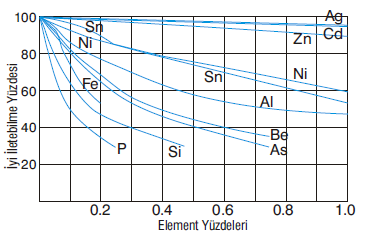 100
80
60
40
20
İyi İletebilme Yüzdesi
Ag
Sn
Zn
Cd
Ni
Sn
Ni
Fe
Al
Be
P
Si
As
0.2
0.4
0.6
0.8
1.0
Element Yüzdeleri